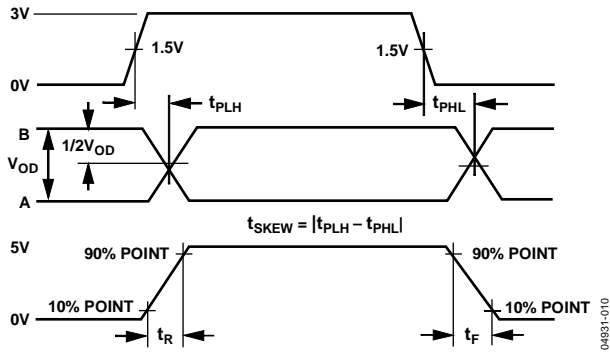 3V
1.5V
1.5V
0V
tPLH
tPHL
B
1/2VOD
VOD
A
tSKEW = |tPLH – tPHL|
5V
90% POINT
90% POINT
10% POINT
10% POINT
0V
tR
tF
04931-010